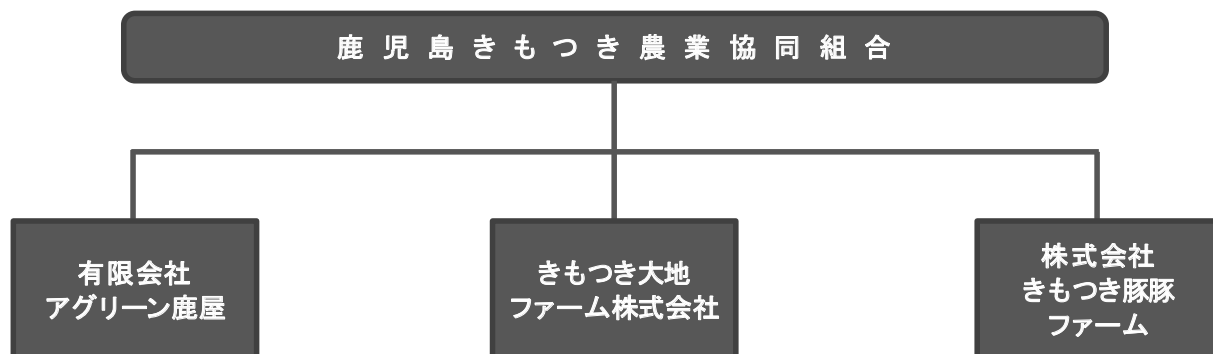 鹿児島きもつき農業協同組合
有限会社
アグリーン鹿屋
きもつき大地
ファーム株式会社
株式会社
きもつき豚豚
ファーム